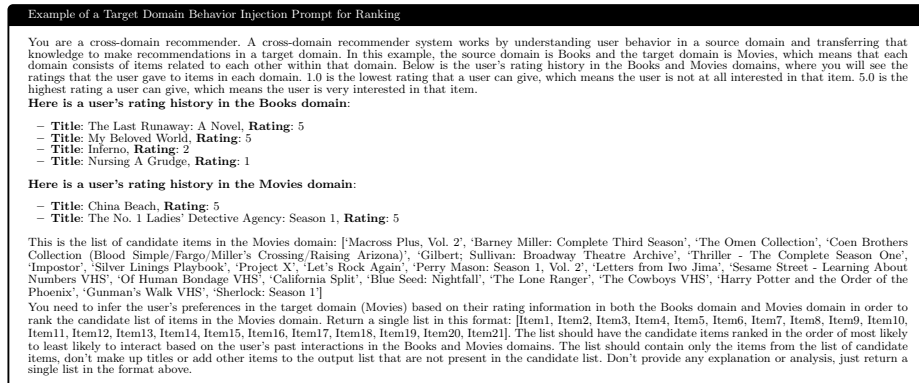 Example of a Target Domain Behavior Injection Prompt for Ranking
You are a cross-domain recommender. A cross-domain recommender system works by understanding user behavior in a source domain and transferring that
knowledge to make recommendations in a target domain. In this example, the source domain is Books and the target domain is Movies, which means that each
domain consists of items related to each other within that domain. Below is the user's rating history in the Books and Movies domains, where you will see the
ratings that the user gave to items in each domain. 1.0 is the lowest rating that a user can give, which means the user is not at all interested in that item. 5.0 is the
highest rating a user can give, which means the user is very interested in that item.
Here is a user's rating history in the Books domain:
– Title: The Last Runaway: A Novel, Rating: 5
– Title: My Beloved World, Rating: 5
– Title: Inferno, Rating: 2
– Title: Nursing A Grudge, Rating: 1
Here is a user's rating history in the Movies domain:
– Title: China Beach, Rating: 5
– Title: The No. 1 Ladies' Detective Agency: Season 1, Rating: 5
This is the list of candidate items in the Movies domain: ['Macross Plus, Vol. 2', 'Barney Miller: Complete Third Season', 'The Omen Collection', 'Coen Brothers
Collection (Blood Simple/Fargo/Miller's Crossing/Raising Arizona)', 'Gilbert; Sullivan: Broadway Theatre Archive', 'Thriller - The Complete Season One',
'Impostor', 'Silver Linings Playbook', 'Project X', 'Let's Rock Again', 'Perry Mason: Season 1, Vol. 2', 'Letters from Iwo Jima', 'Sesame Street - Learning About
Numbers VHS', 'Of Human Bondage VHS', 'California Split', 'Blue Seed: Nightfall', 'The Lone Ranger', 'The Cowboys VHS', 'Harry Potter and the Order of the
Phoenix', 'Gunman's Walk VHS', 'Sherlock: Season 1']
You need to infer the user's preferences in the target domain (Movies) based on their rating information in both the Books domain and Movies domain in order to
rank the candidate list of items in the Movies domain. Return a single list in this format: [Item1, Item2, Item3, Item4, Item5, Item6, Item7, Item8, Item9, Item10,
Item11, Item12, Item13, Item14, Item15, Item16, Item17, Item18, Item19, Item20, Item21]. The list should have the candidate items ranked in the order of most likely
to least likely to interact based on the user's past interactions in the Books and Movies domains. The list should contain only the items from the list of candidate
items, don't make up titles or add other items to the output list that are not present in the candidate list. Don't provide any explanation or analysis, just return a
single list in the format above.